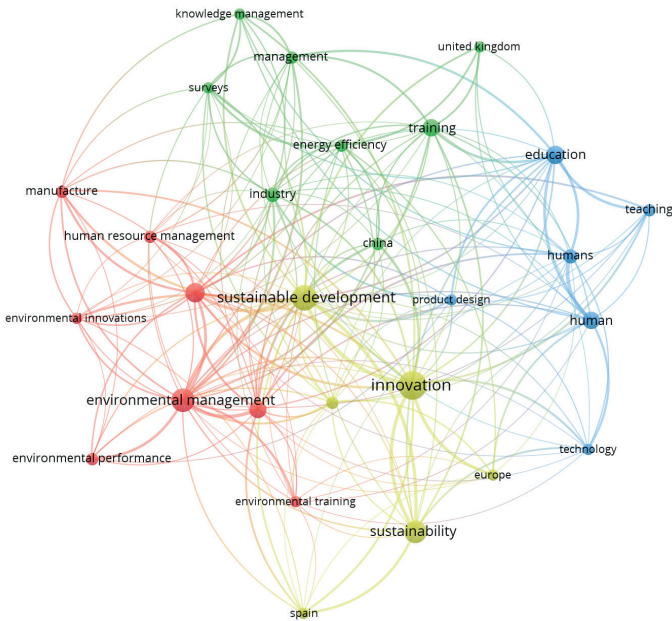 knowledge management
united kingdom
management
surveys
training
energy efficiency
education
manufacture
industry
teaching
human resource management
china
humans
sustainable development
product design
environmental innovations
human
innovation
environmental management
technology
environmental performance
europe
environmental training
sustainability
spain